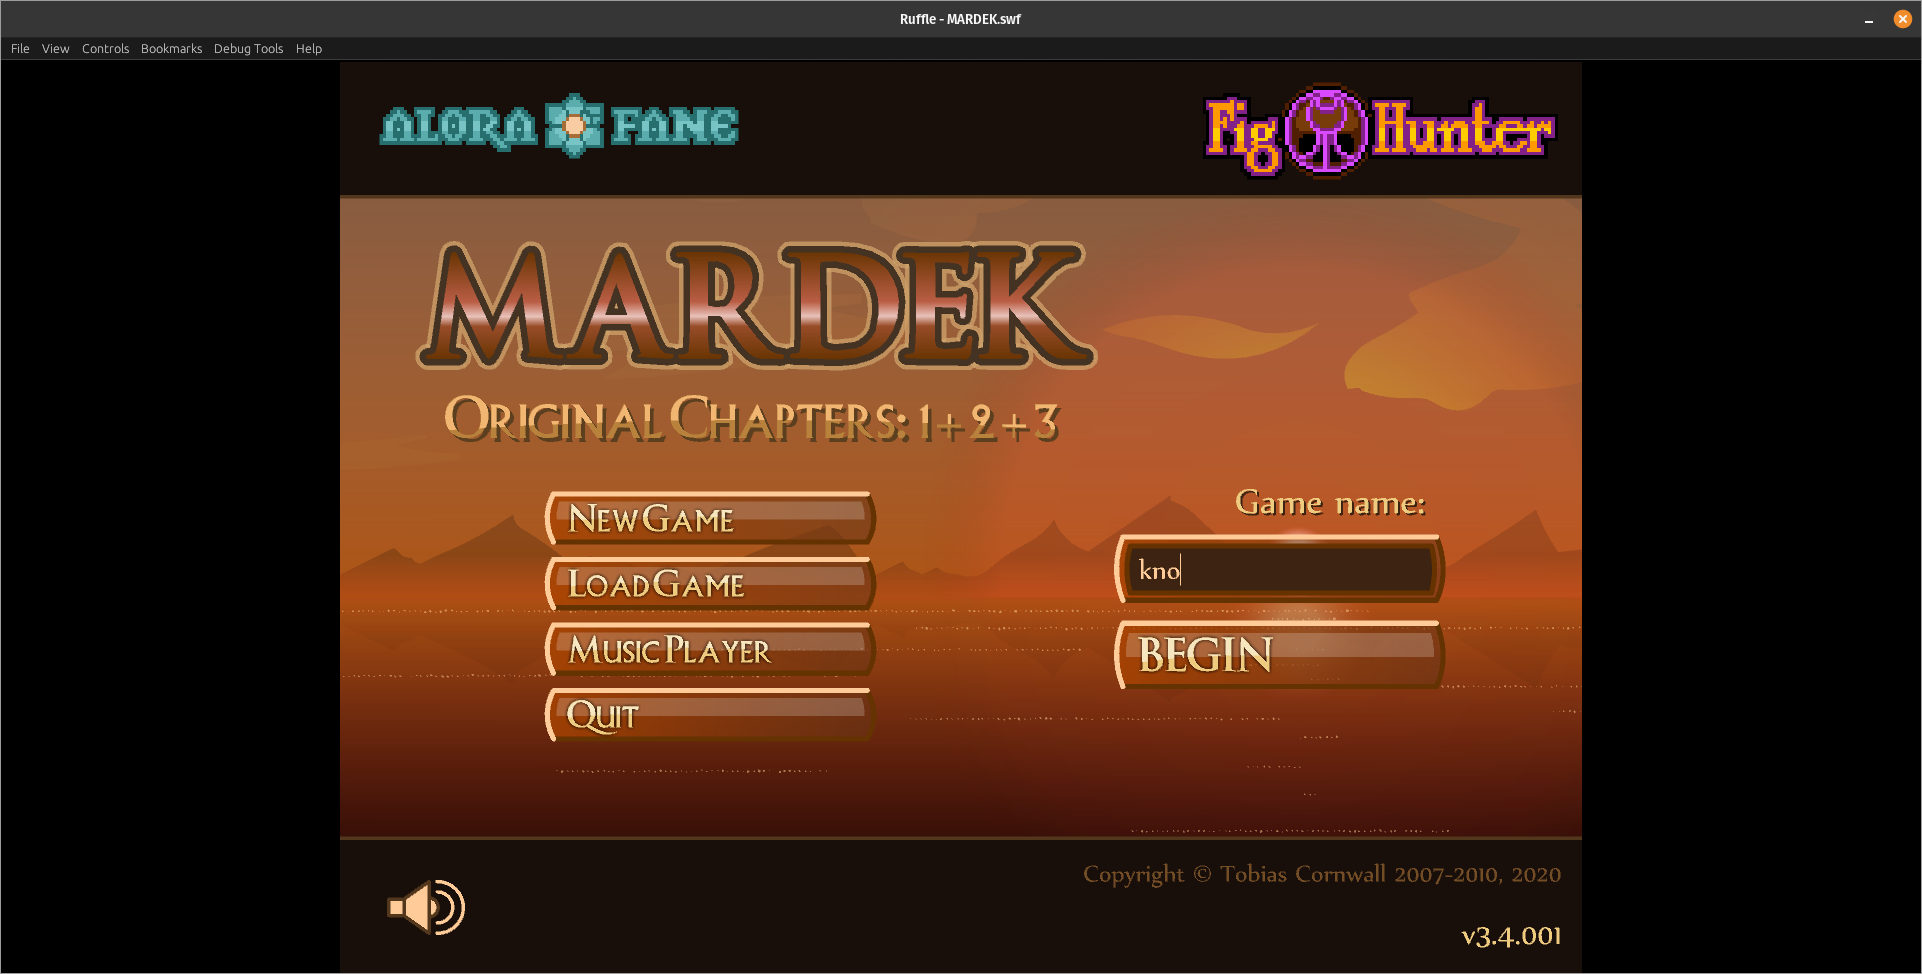 Ruffle - MARDEK.swf
File View Controls Bookmarks Debug Tools Help
ALORA FANE
Fig Hunter
MARDEK
ORIGINAL CHAPTERS: 1+2+3
NEW GAME
LOAD GAME
MUSIC PLAYER
QUIT
Game name:
kno
BEGIN
Copyright © Tobias Cornwall 2007-2010, 2020
v3.4.001